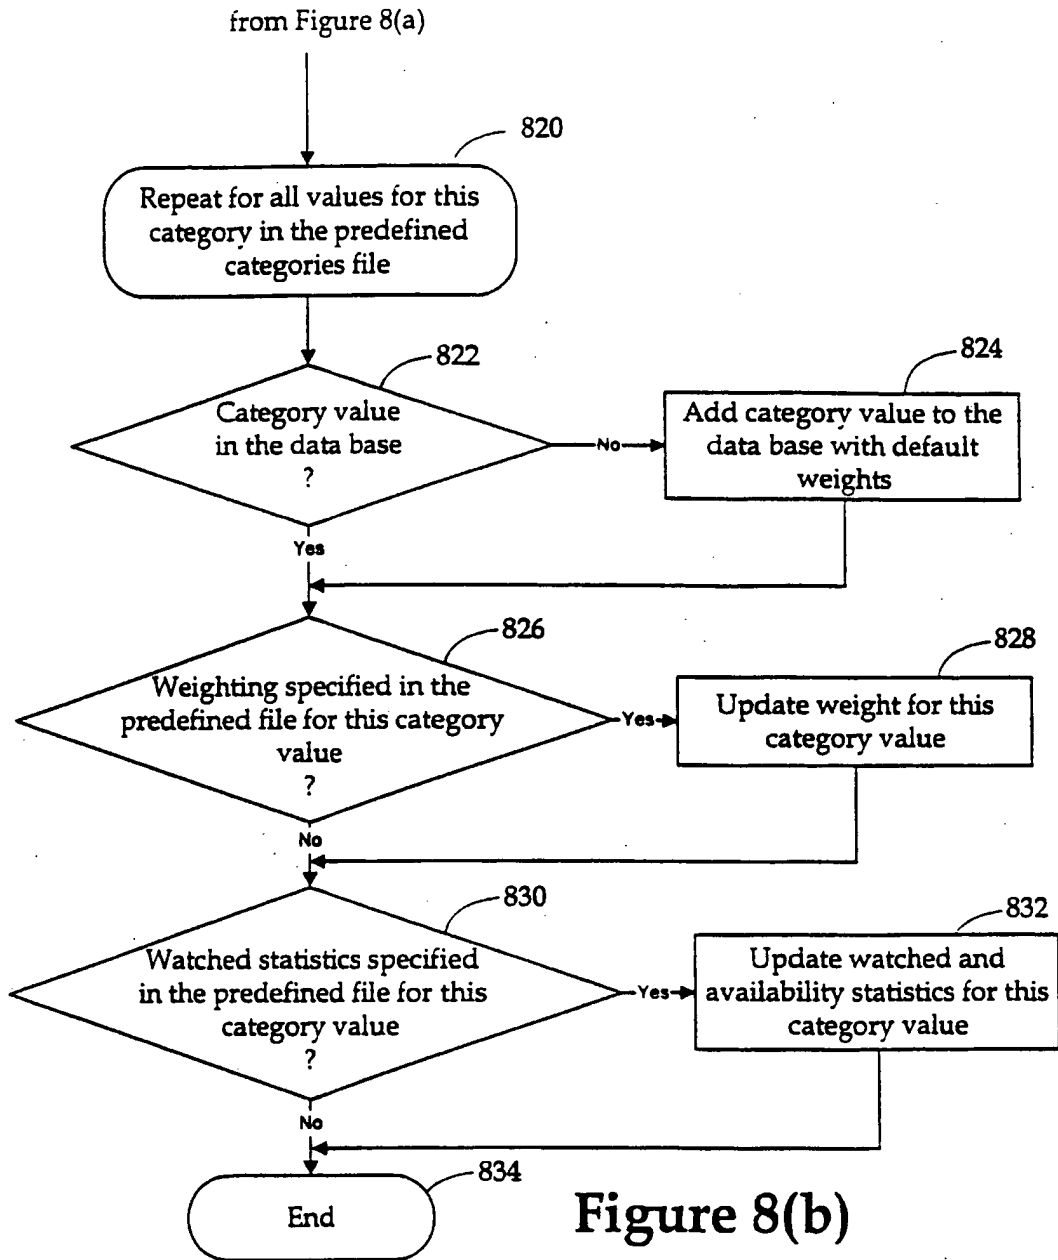 from Figure 8(a)
820
Repeat for all values for this
category in the predefined
categories file
822
Category value
in the data base
?
No
824
Add category value to the
data base with default
weights
Yes
826
Weighting specified in the
predefined file for this category
value
?
Yes
828
Update weight for this
category value
No
830
Watched statistics specified
in the predefined file for this
category value
?
Yes
832
Update watched and
availability statistics for this
category value
No
834
End
Figure 8(b)